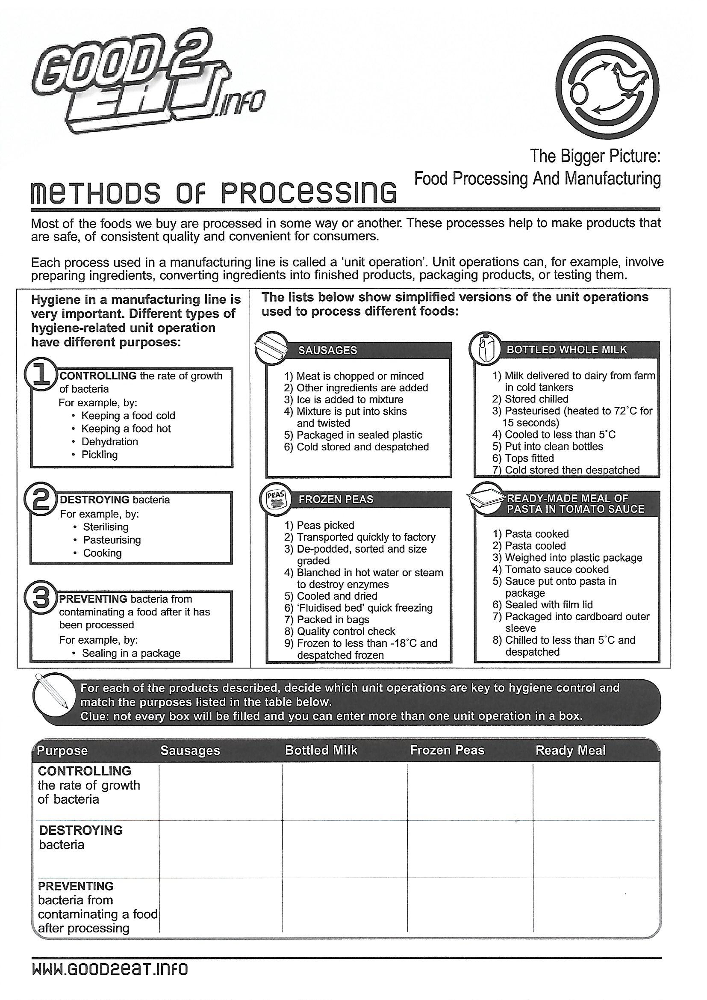 GOOD 2
EAT.INFO
The Bigger Picture:
Food Processing And Manufacturing
METHODS OF PROCESSING
Most of the foods we buy are processed in some way or another. These processes help to make products that
are safe, of consistent quality and convenient for consumers.
Each process used in a manufacturing line is called a ‘unit operation’. Unit operations can, for example, involve
preparing ingredients, converting ingredients into finished products, packaging products, or testing them.
Hygiene in a manufacturing line is
very important. Different types of
hygiene-related unit operation
have different purposes:
1
CONTROLLING the rate of growth
of bacteria
For example, by:
• Keeping a food cold
• Keeping a food hot
• Dehydration
• Pickling
2
DESTROYING bacteria
For example, by:
• Sterilising
• Pasteurising
• Cooking
3
PREVENTING bacteria from
contaminating a food after it has
been processed
For example, by:
• Sealing in a package
The lists below show simplified versions of the unit operations
used to process different foods:
SAUSAGES
1) Meat is chopped or minced
2) Other ingredients are added
3) Ice is added to mixture
4) Mixture is put into skins
and twisted
5) Packaged in sealed plastic
6) Cold stored and despatched
BOTTLED WHOLE MILK
1) Milk delivered to dairy from farm
in cold tankers
2) Stored chilled
3) Pasteurised (heated to 72°C for
15 seconds)
4) Cooled to less than 5°C
5) Put into clean bottles
6) Tops fitted
7) Cold stored then despatched
PEAS
FROZEN PEAS
1) Peas picked
2) Transported quickly to factory
3) De-podded, sorted and size
graded
4) Blanched in hot water or steam
to destroy enzymes
5) Cooled and dried
6) ‘Fluidised bed’ quick freezing
7) Packed in bags
8) Quality control check
9) Frozen to less than -18°C and
despatched frozen
READY-MADE MEAL OF
PASTA IN TOMATO SAUCE
1) Pasta cooked
2) Pasta cooled
3) Weighed into plastic package
4) Tomato sauce cooked
5) Sauce put onto pasta in
package
6) Sealed with film lid
7) Packaged into cardboard outer
sleeve
8) Chilled to less than 5°C and
despatched
For each of the products described, decide which unit operations are key to hygiene control and
match the purposes listed in the table below.
Clue: not every box will be filled and you can enter more than one unit operation in a box.
Purpose Sausages Bottled Milk Frozen Peas Ready Meal
CONTROLLING
the rate of growth
of bacteria
DESTROYING
bacteria
PREVENTING
bacteria from
contaminating a food
after processing
WWW.GOOD2EAT.INFO